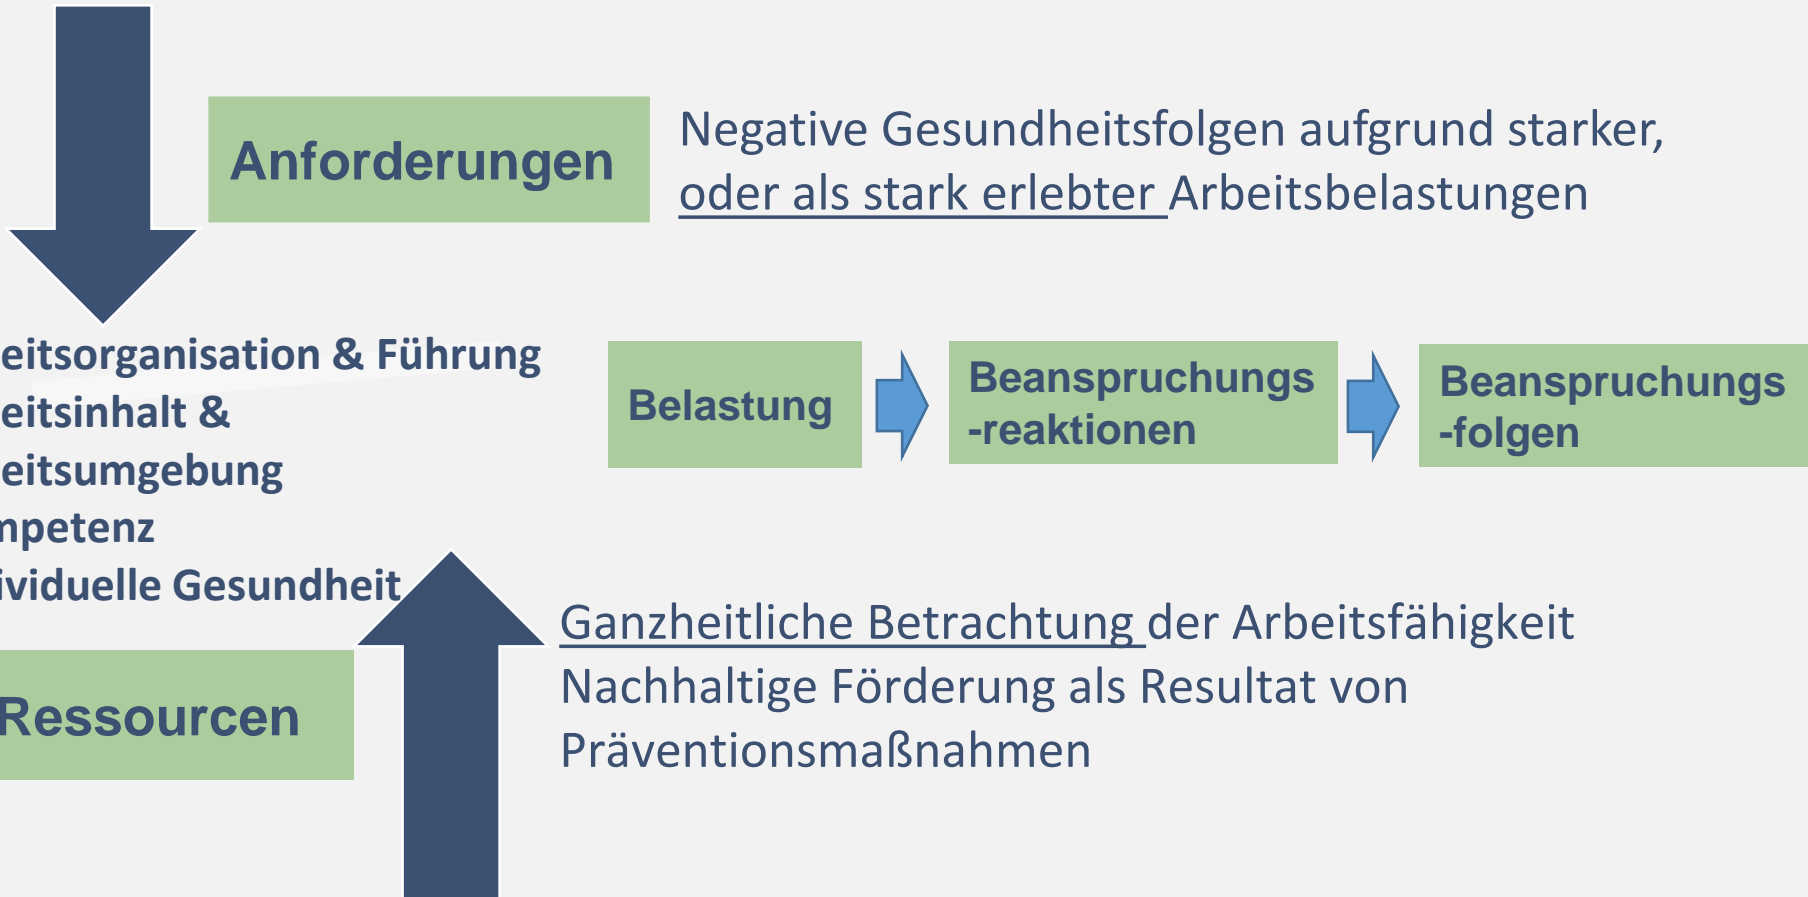 Anforderungen
Negative Gesundheitsfolgen aufgrund starker,
oder als stark erlebter Arbeitsbelastungen
eitsorganisation & Führung
eitsinhalt &
eitsumgebung
mpetenz
ividuelle Gesundheit
Belastung
Beanspruchungs
-reaktionen
Beanspruchungs
-folgen
Ressourcen
Ganzheitliche Betrachtung der Arbeitsfähigkeit
Nachhaltige Förderung als Resultat von
Präventionsmaßnahmen